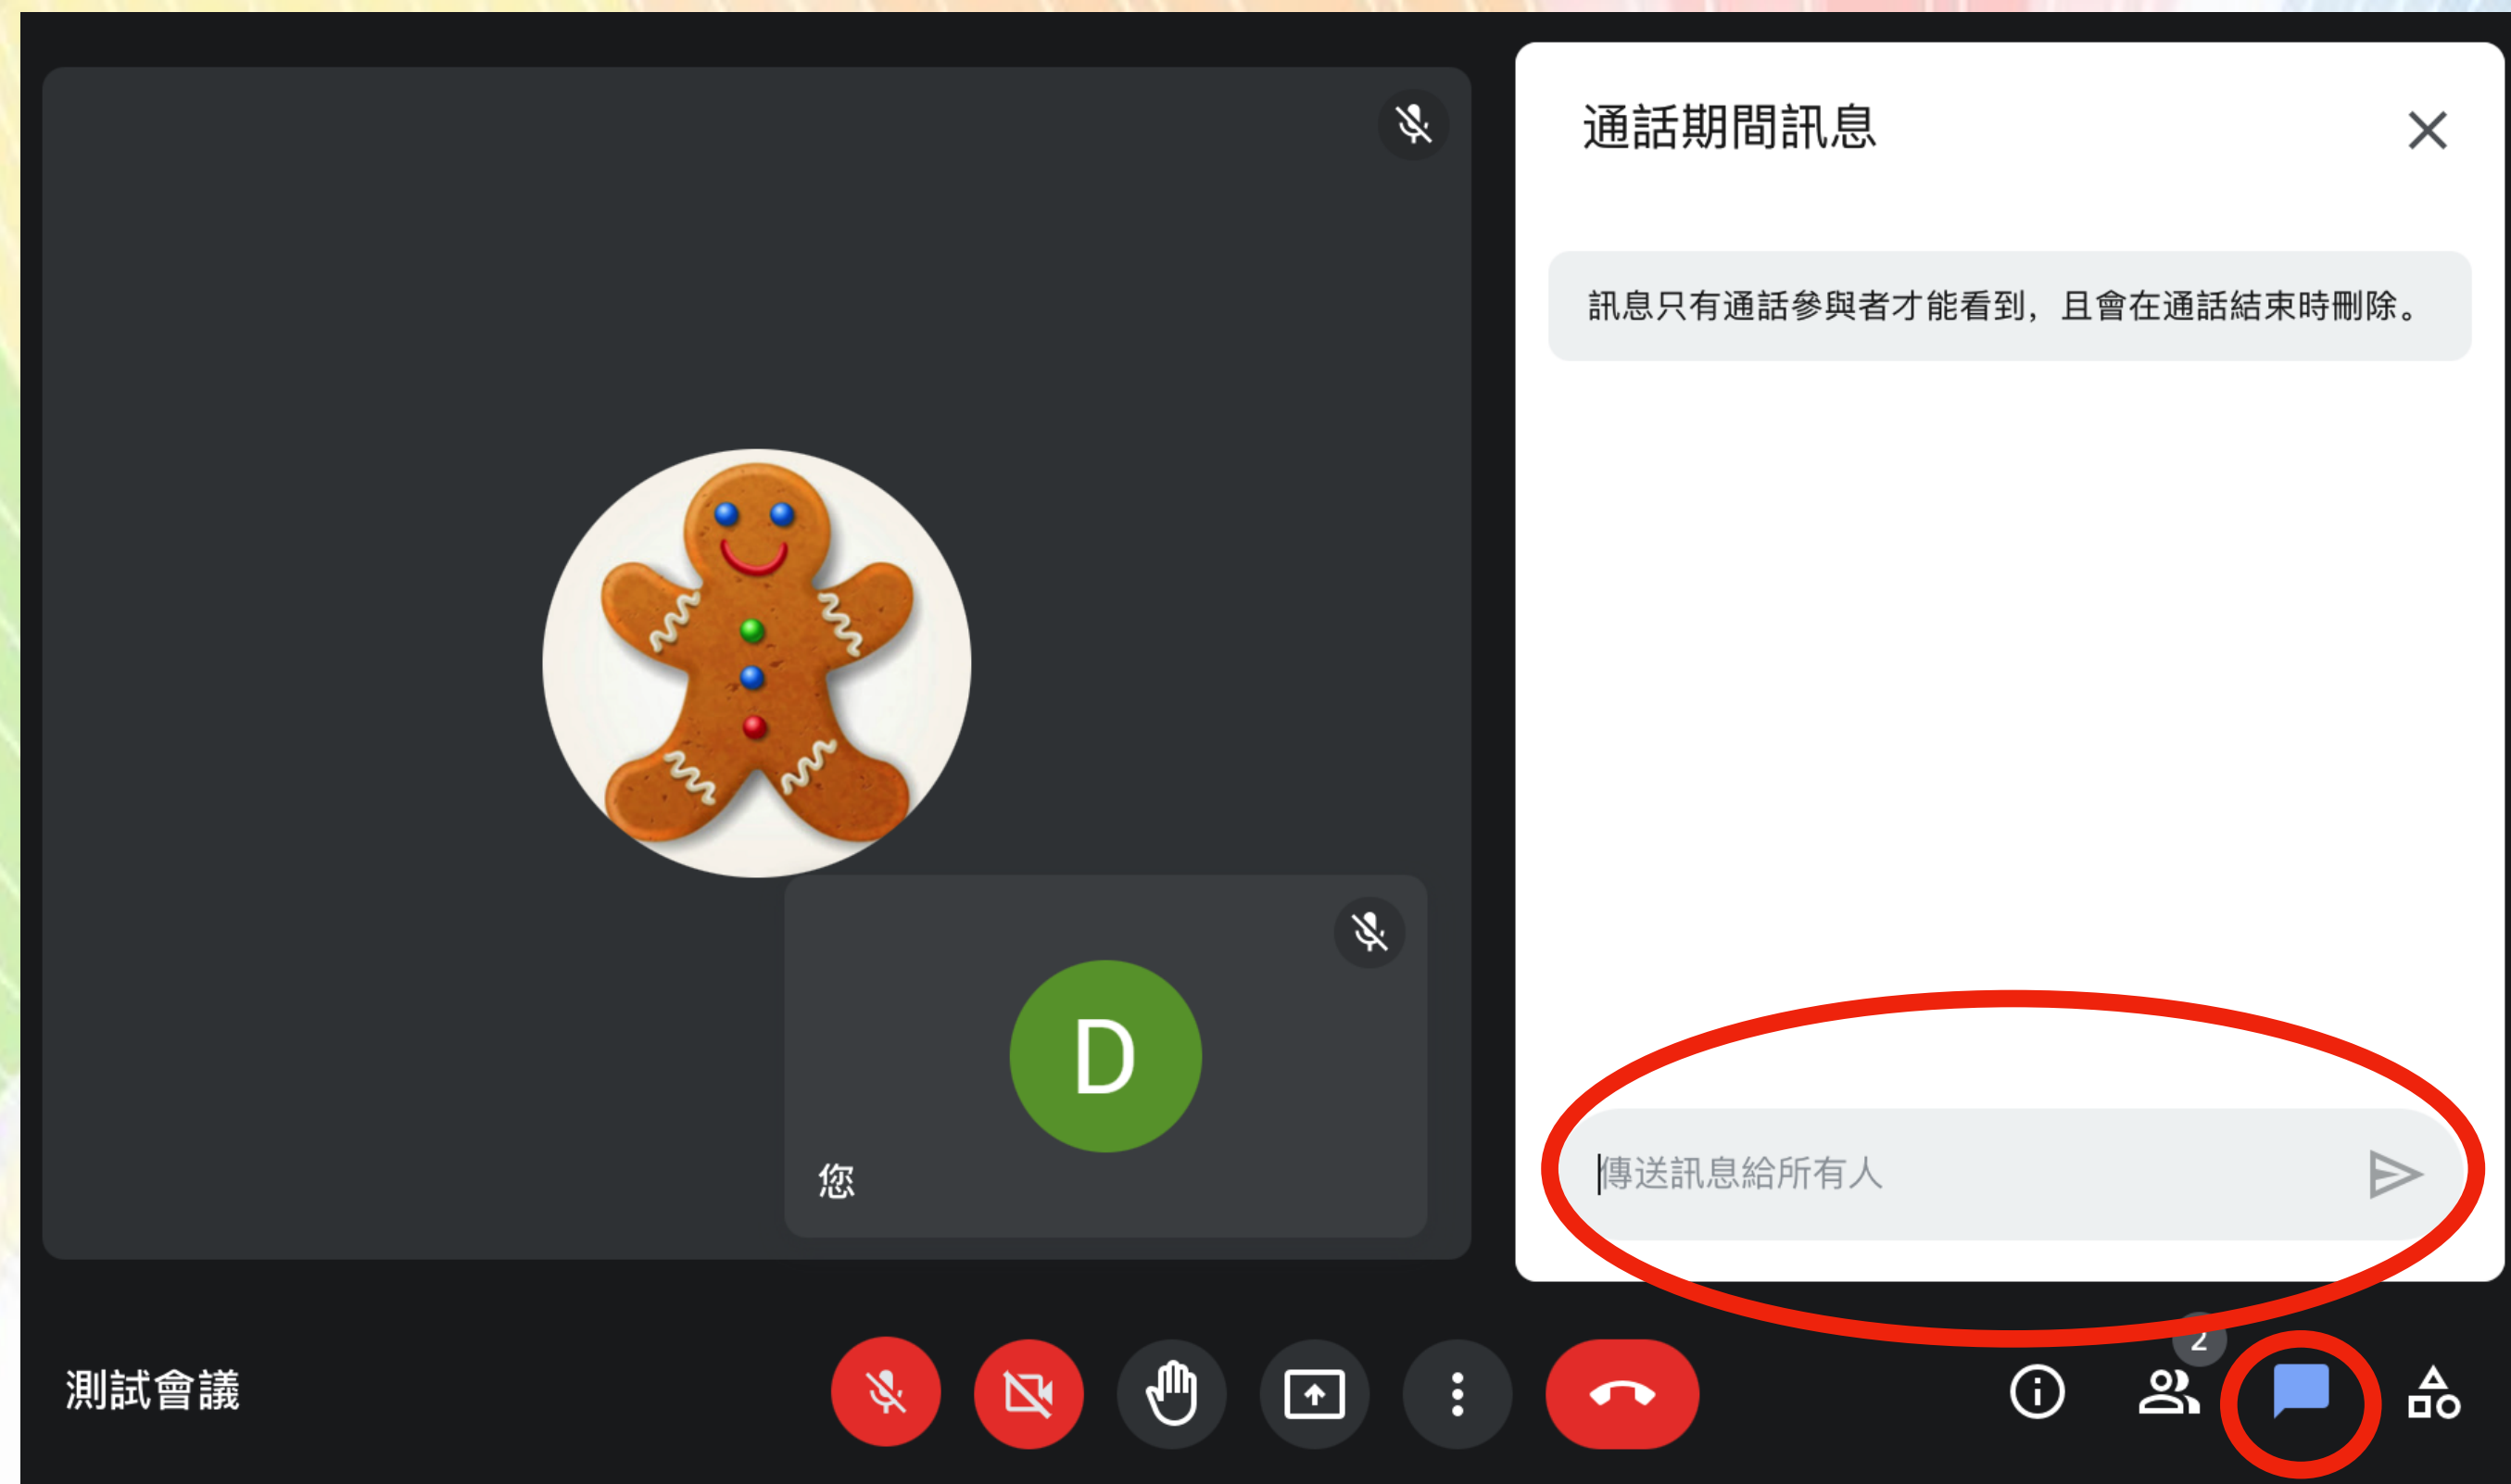 通話期間訊息
訊息只有通話參與者才能看到，且會在通話結束時刪除。
D
您
傳送訊息給所有人
2
測試會議